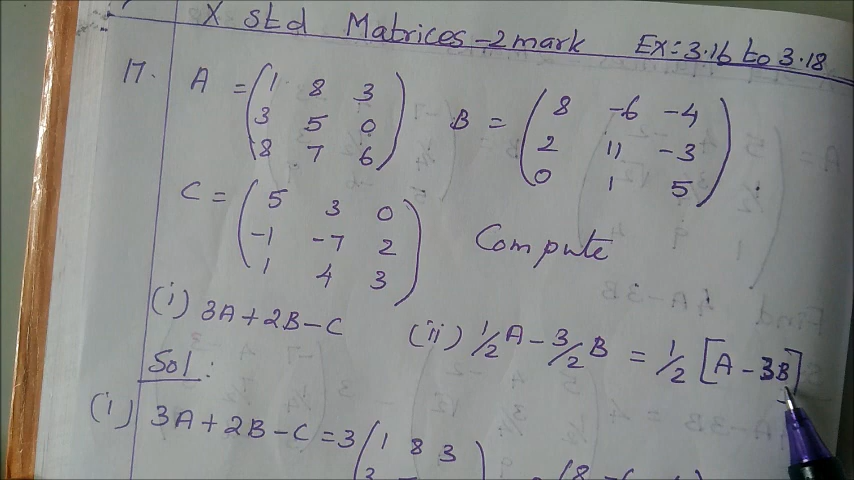 X std Matrices - 2 mark Ex: 3.16 to 3.18
17. A = (1 8 3
3 5 0
8 7 6)
B = (8 -6 -4
2 11 -3
0 1 5)
C = (5 3 0
-1 -7 2
1 4 3)
Compute
(i) 3A + 2B - C
(ii) 1/2 A - 3/2 B = 1/2 [A - 3B]
Sol:
(i) 3A + 2B - C = 3 (1 8 3